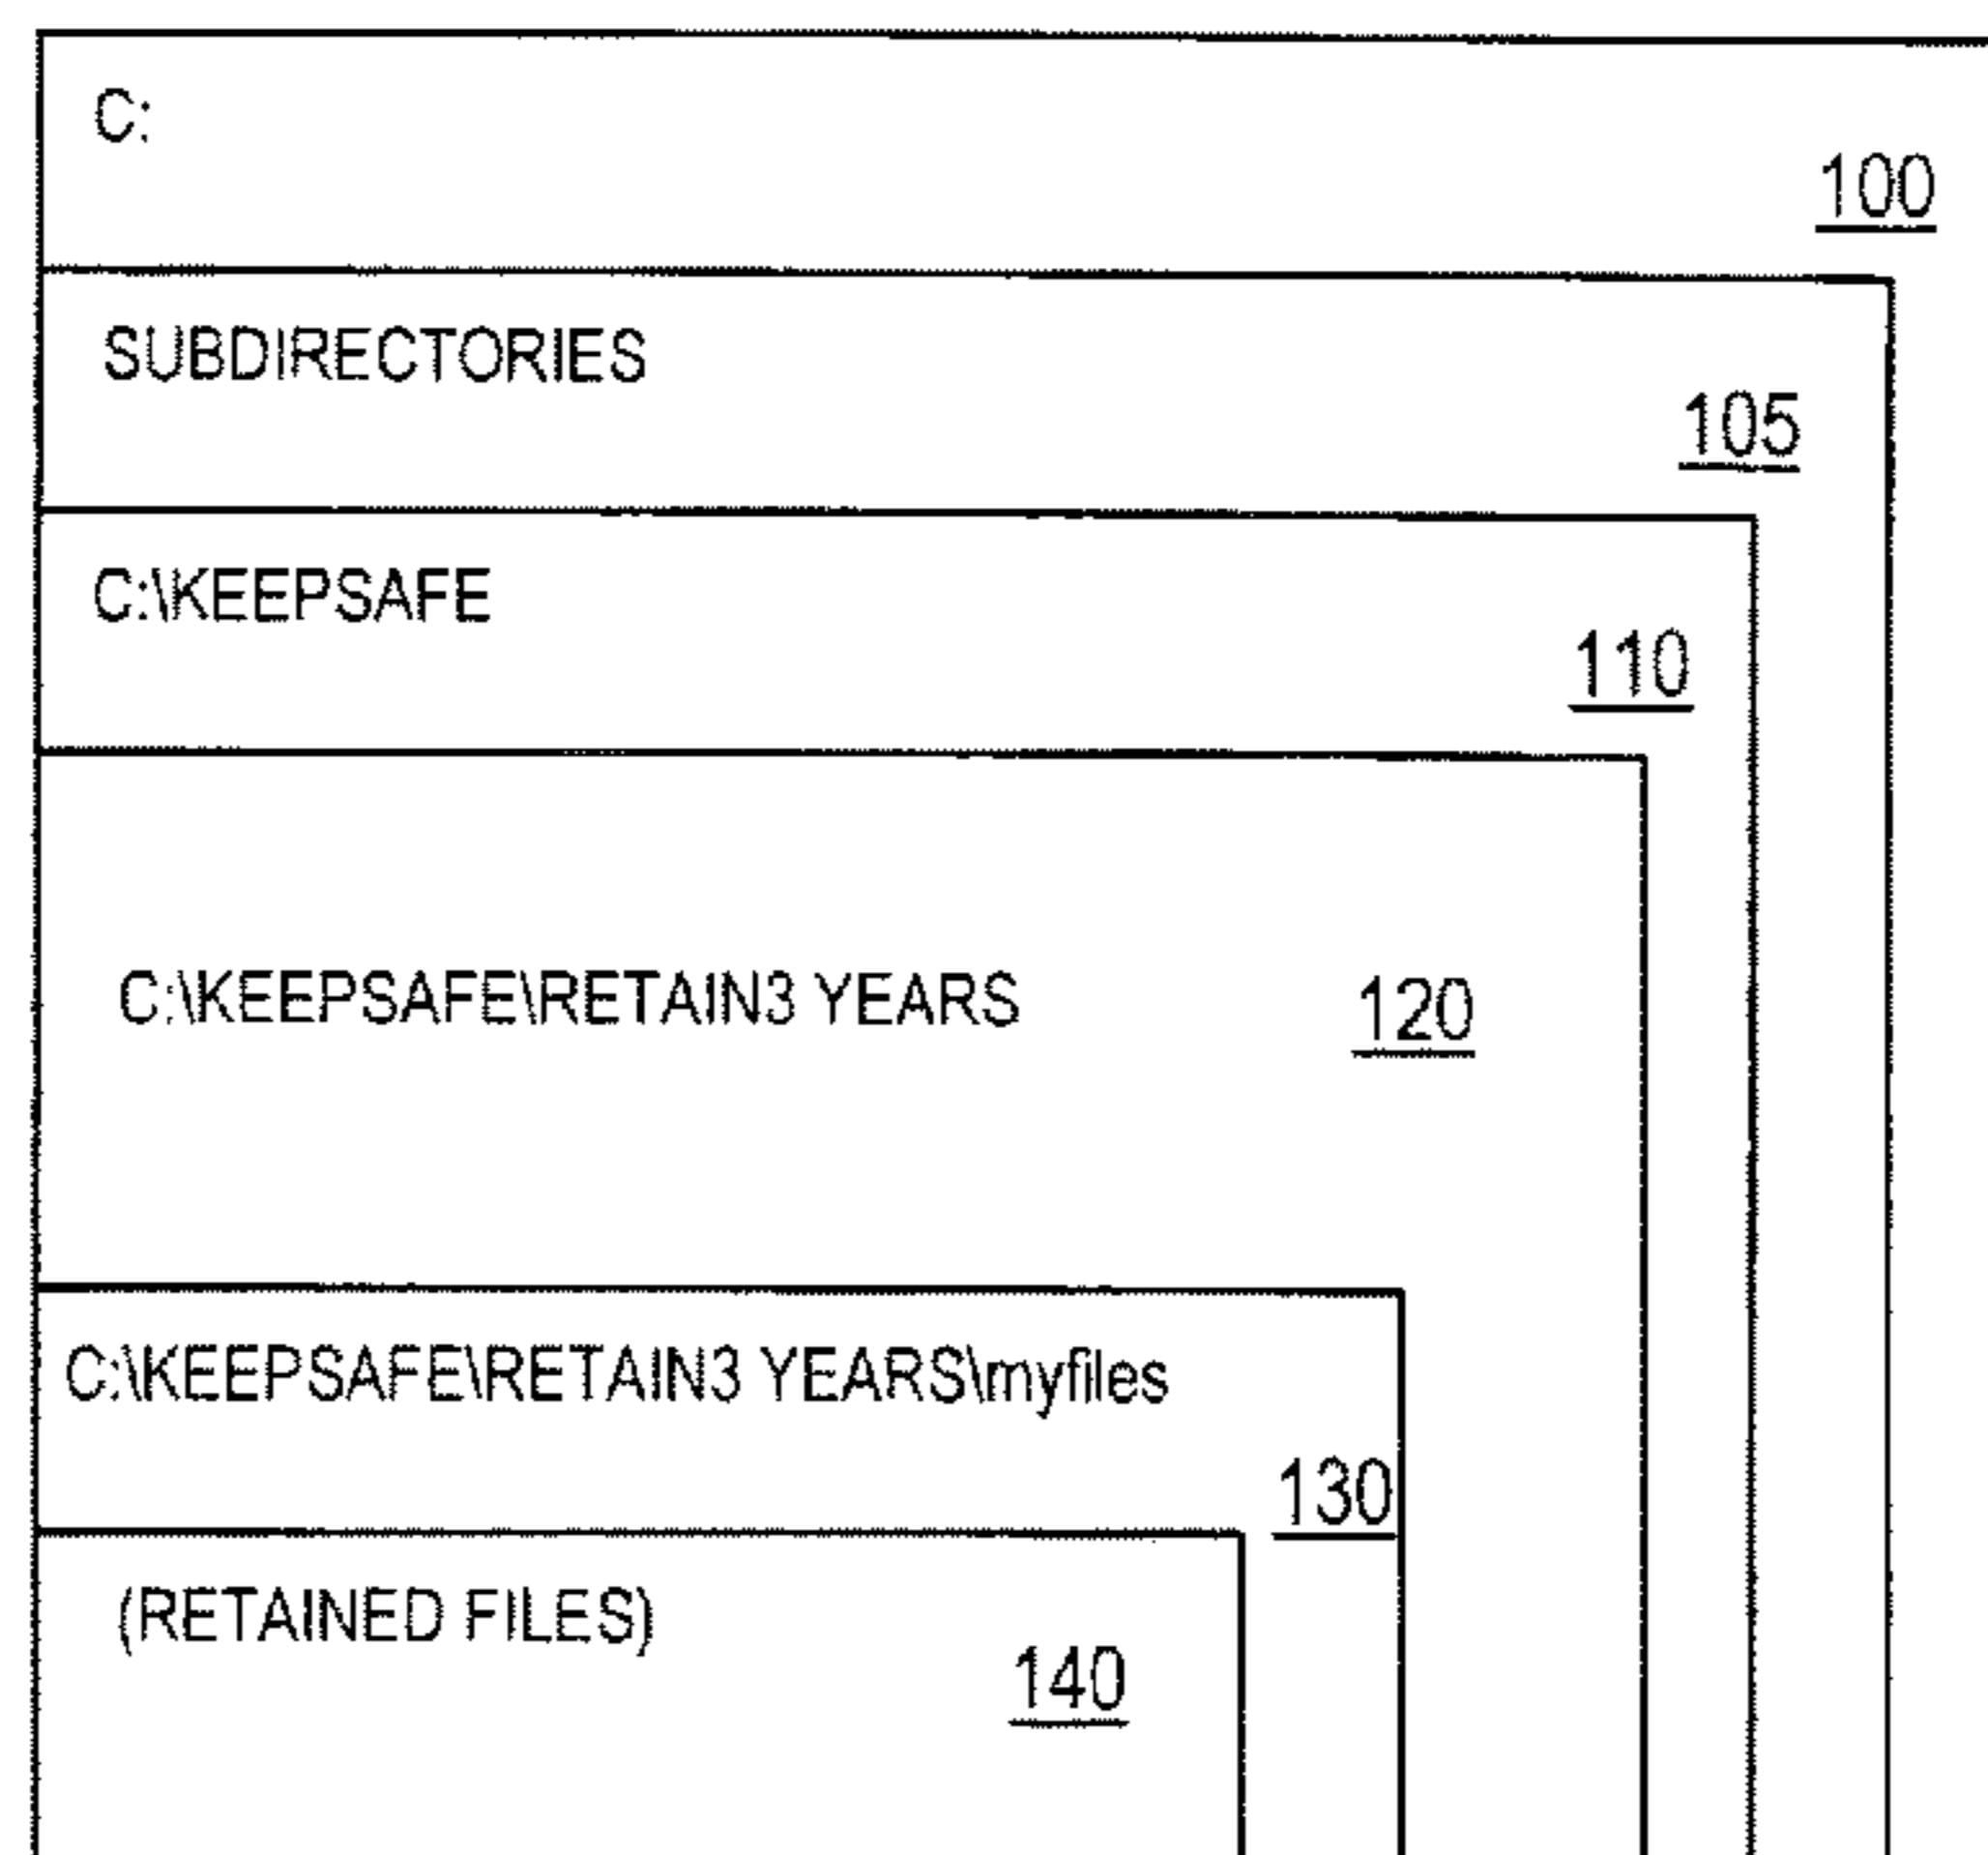 C:
100
SUBDIRECTORIES
105
C:\KEEPSAFE
110
C:\KEEPSAFE\RETAIN3 YEARS
120
C:\KEEPSAFE\RETAIN3 YEARS\myfiles
130
(RETAINED FILES)
140